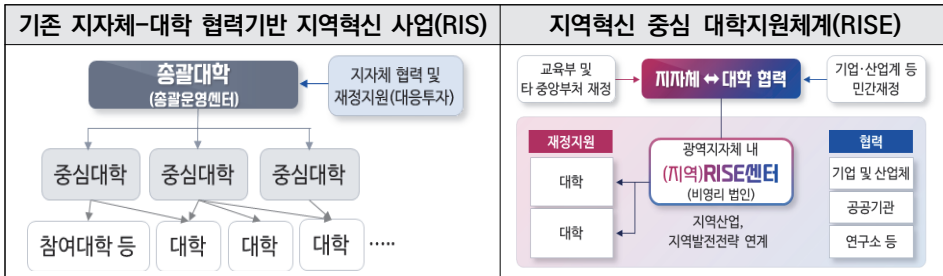 기존 지자체-대학 협력기반 지역혁신 사업(RIS)
총괄대학
(총괄운영센터)
지자체 협력 및
재정지원(대응투자)
중심대학
중심대학
중심대학
참여대학 등
대학
대학
대학
.....
지역혁신 중심 대학지원체계(RISE)
교육부 및
타 중앙부처 재정
지자체 ↔ 대학 협력
기업·산업계 등
민간재정
재정지원
대학
대학
광역지자체 내
(지역)RISE센터
(비영리 법인)
지역산업,
지역발전전략 연계
협력
기업 및 산업체
공공기관
연구소 등